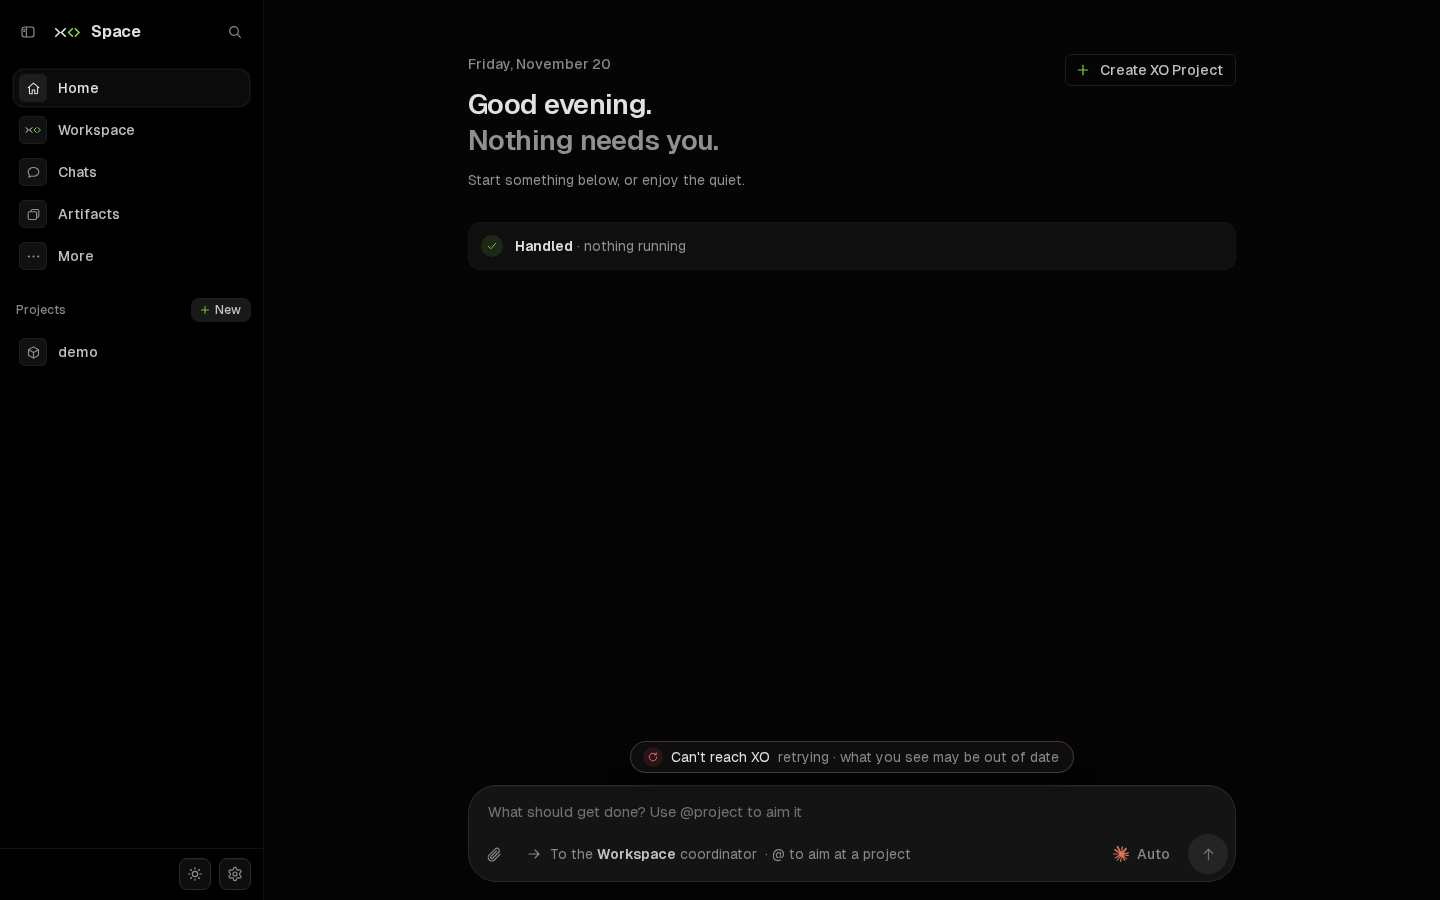 Space
Home
Workspace
Chats
Artifacts
More
Projects
New
demo
Friday, November 20
Create XO Project
Good evening.
Nothing needs you.
Start something below, or enjoy the quiet.
Handled · nothing running
Can't reach XO retrying · what you see may be out of date
What should get done? Use @project to aim it
To the Workspace coordinator · @ to aim at a project
Auto